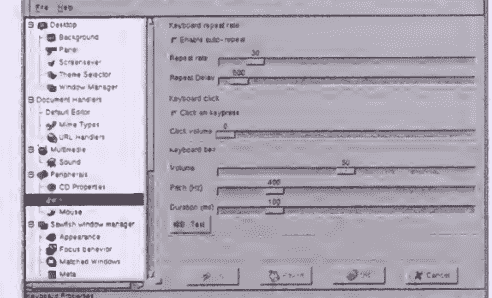 File Help
Desktop
Background
Panel
Screensaver
Theme Selector
Window Manager
Document Handlers
Default Editor
Mime Types
URL Handlers
Multimedia
Sound
Peripherals
CD Properties
Mouse
Sawfish window manager
Appearance
Focus behavior
Matched Windows
Meta
Keyboard repeat rate
Enable auto-repeat
Repeat rate
30
Repeat Delay
500
Keyboard click
Click on keypress
Click volume
0
Keyboard bell
Volume
50
Pitch (Hz)
400
Duration (ms)
100
Test
Cancel
Keyboard Properties